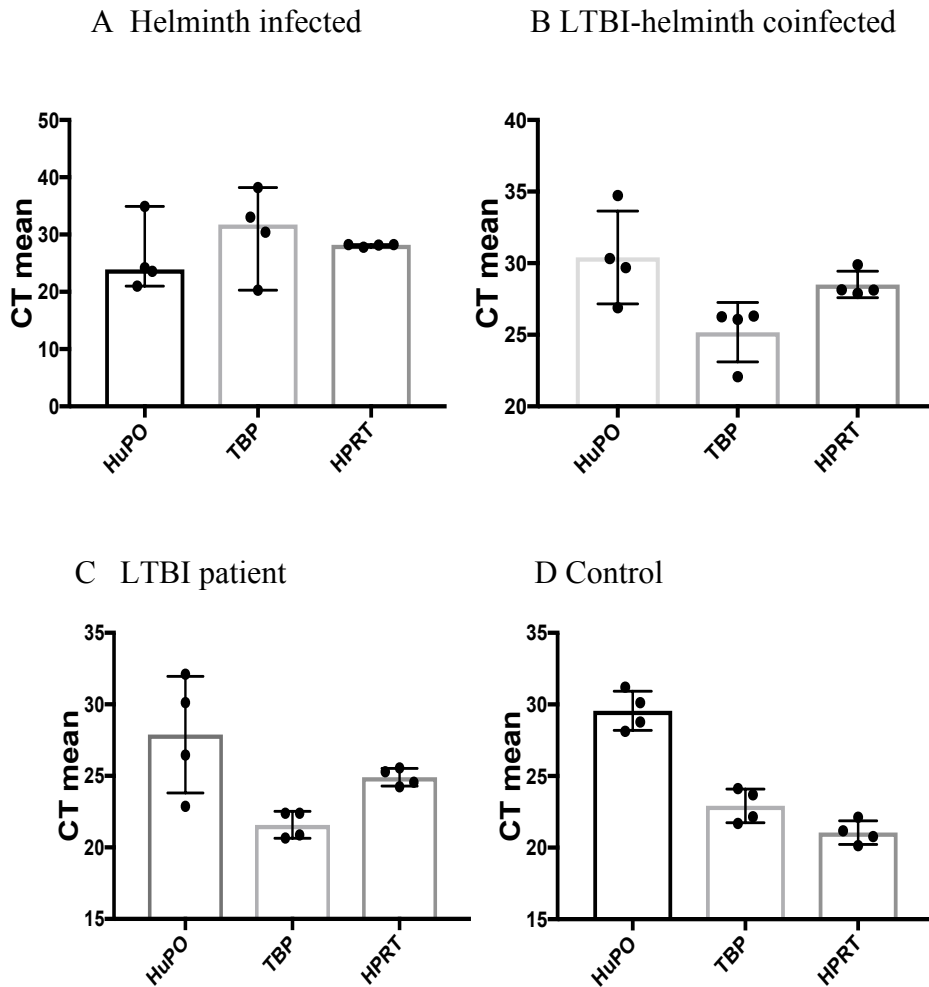 A Helminth infected
B LTBI-helminth coinfected
CT mean
50
40
30
20
10
0
HuPO
TBP
HPRT
CT mean
40
35
30
25
20
HuPO
TBP
HPRT
C LTBI patient
D Control
CT mean
35
30
25
20
15
HuPO
TBP
HPRT
CT mean
35
30
25
20
15
HuPO
TBP
HPRT